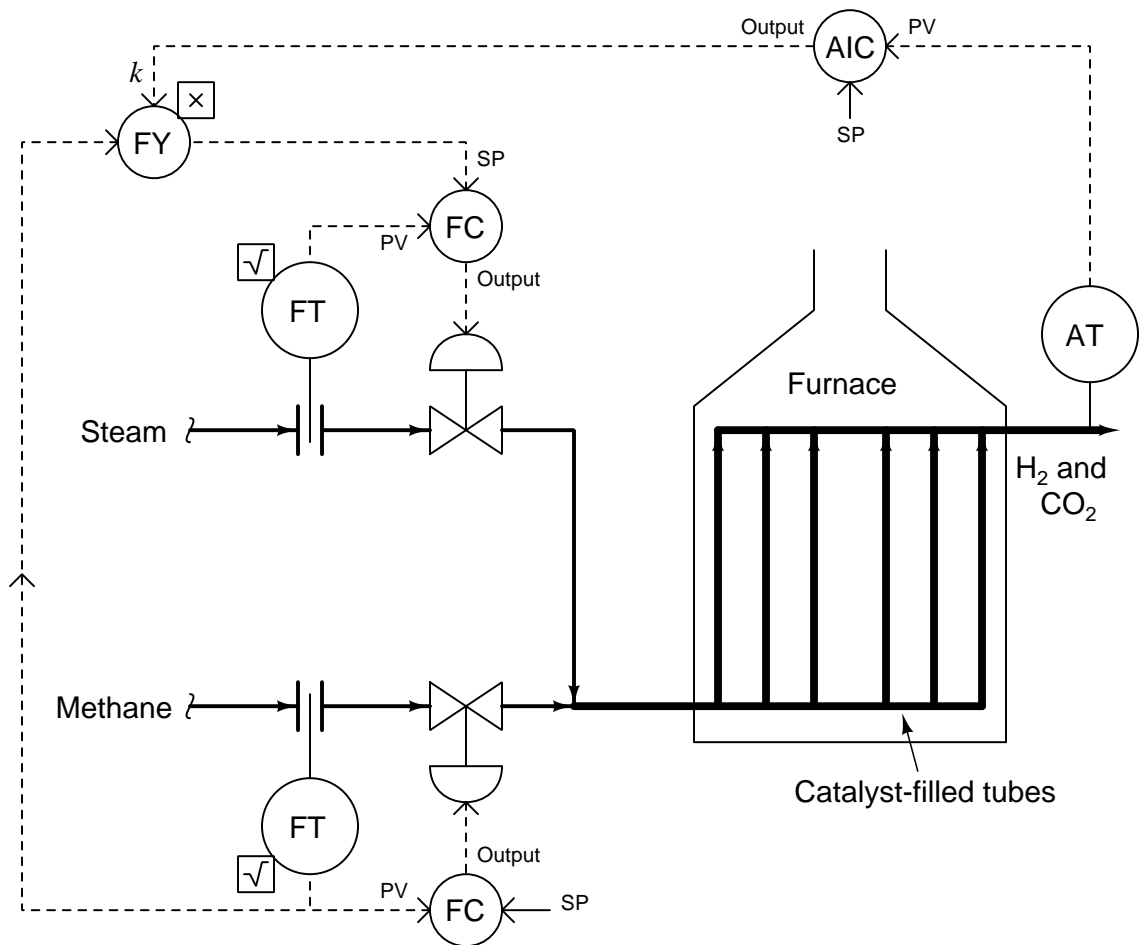 Output
AIC
PV
k
×
FY
SP
SP
FC
PV
√
Output
FT
AT
Furnace
Steam
H2 and
CO2
Methane
Catalyst-filled tubes
FT
Output
√
PV
FC
SP